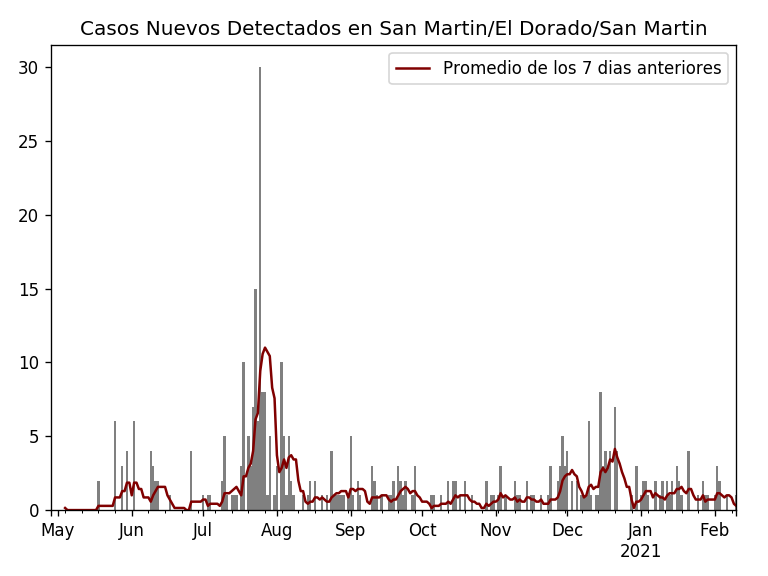 Casos Nuevos Detectados en San Martin/El Dorado/San Martin
Promedio de los 7 dias anteriores
30
25
20
15
10
5
0
May Jun Jul Aug Sep Oct Nov Dec Jan Feb
2021